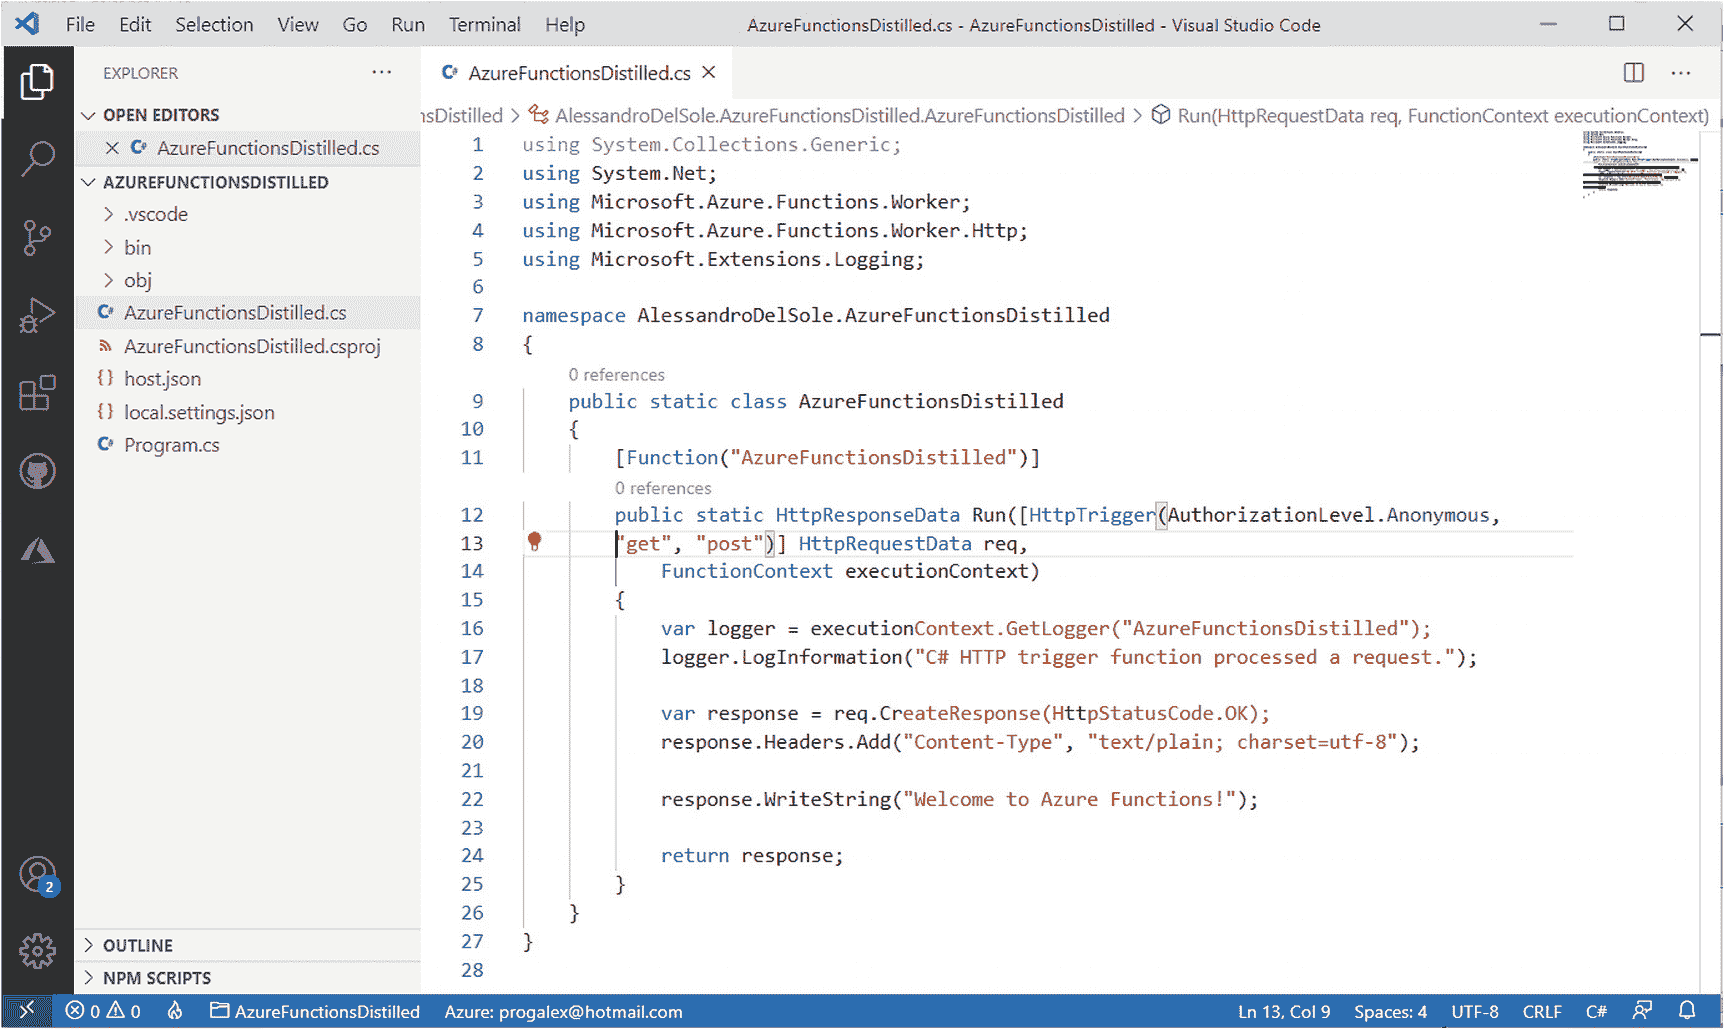 File Edit Selection View Go Run Terminal Help AzureFunctionsDistilled.cs - AzureFunctionsDistilled - Visual Studio Code
EXPLORER
OPEN EDITORS
AzureFunctionsDistilled.cs
AZUREFUNCTIONSDISTILLED
.vscode
bin
obj
AzureFunctionsDistilled.cs
AzureFunctionsDistilled.csproj
host.json
local.settings.json
Program.cs
OUTLINE
NPM SCRIPTS
2
AzureFunctionsDistilled.cs
nsDistilled > AlessandroDelSole.AzureFunctionsDistilled.AzureFunctionsDistilled > Run(HttpRequestData req, FunctionContext executionContext)
1 using System.Collections.Generic;
2 using System.Net;
3 using Microsoft.Azure.Functions.Worker;
4 using Microsoft.Azure.Functions.Worker.Http;
5 using Microsoft.Extensions.Logging;
6
7 namespace AlessandroDelSole.AzureFunctionsDistilled
8 {
0 references
9 public static class AzureFunctionsDistilled
10 {
11 [Function("AzureFunctionsDistilled")]
0 references
12 public static HttpResponseData Run([HttpTrigger(AuthorizationLevel.Anonymous,
13 "get", "post")] HttpRequestData req,
14 FunctionContext executionContext)
15 {
16 var logger = executionContext.GetLogger("AzureFunctionsDistilled");
17 logger.LogInformation("C# HTTP trigger function processed a request.");
18
19 var response = req.CreateResponse(HttpStatusCode.OK);
20 response.Headers.Add("Content-Type", "text/plain; charset=utf-8");
21
22 response.WriteString("Welcome to Azure Functions!");
23
24 return response;
25 }
26 }
27 }
28
0 0 AzureFunctionsDistilled Azure: progalex@hotmail.com Ln 13, Col 9 Spaces: 4 UTF-8 CRLF C#